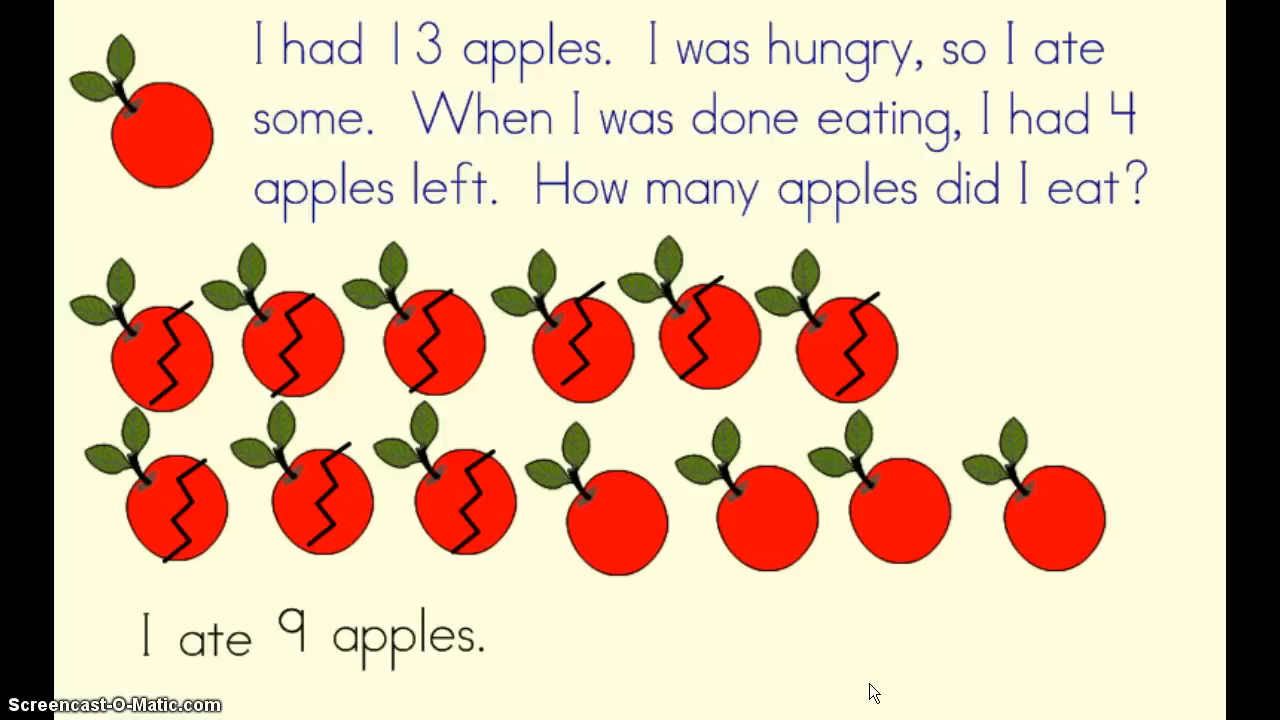 I had 13 apples. I was hungry, so I ate
some. When I was done eating, I had 4
apples left. How many apples did I eat?
I ate 9 apples.
Screencast-O-Matic.com